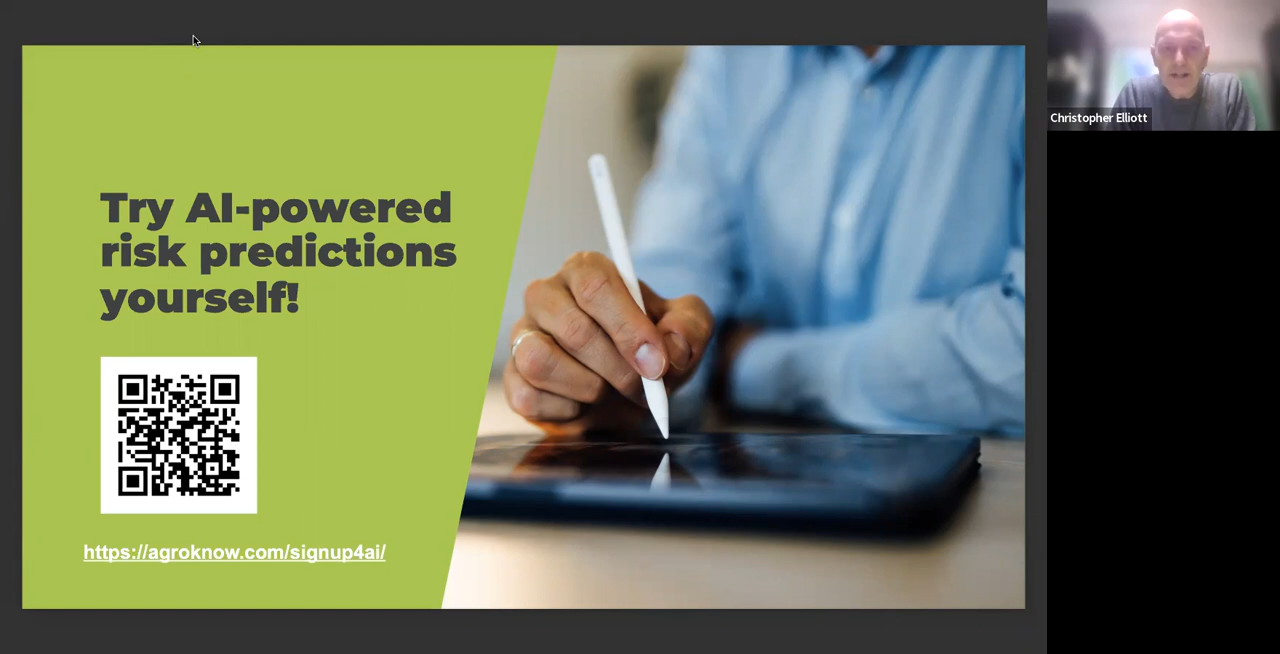 Try AI-powered
risk predictions
yourself!
https://agroknow.com/signup4ai/
Christopher Elliott